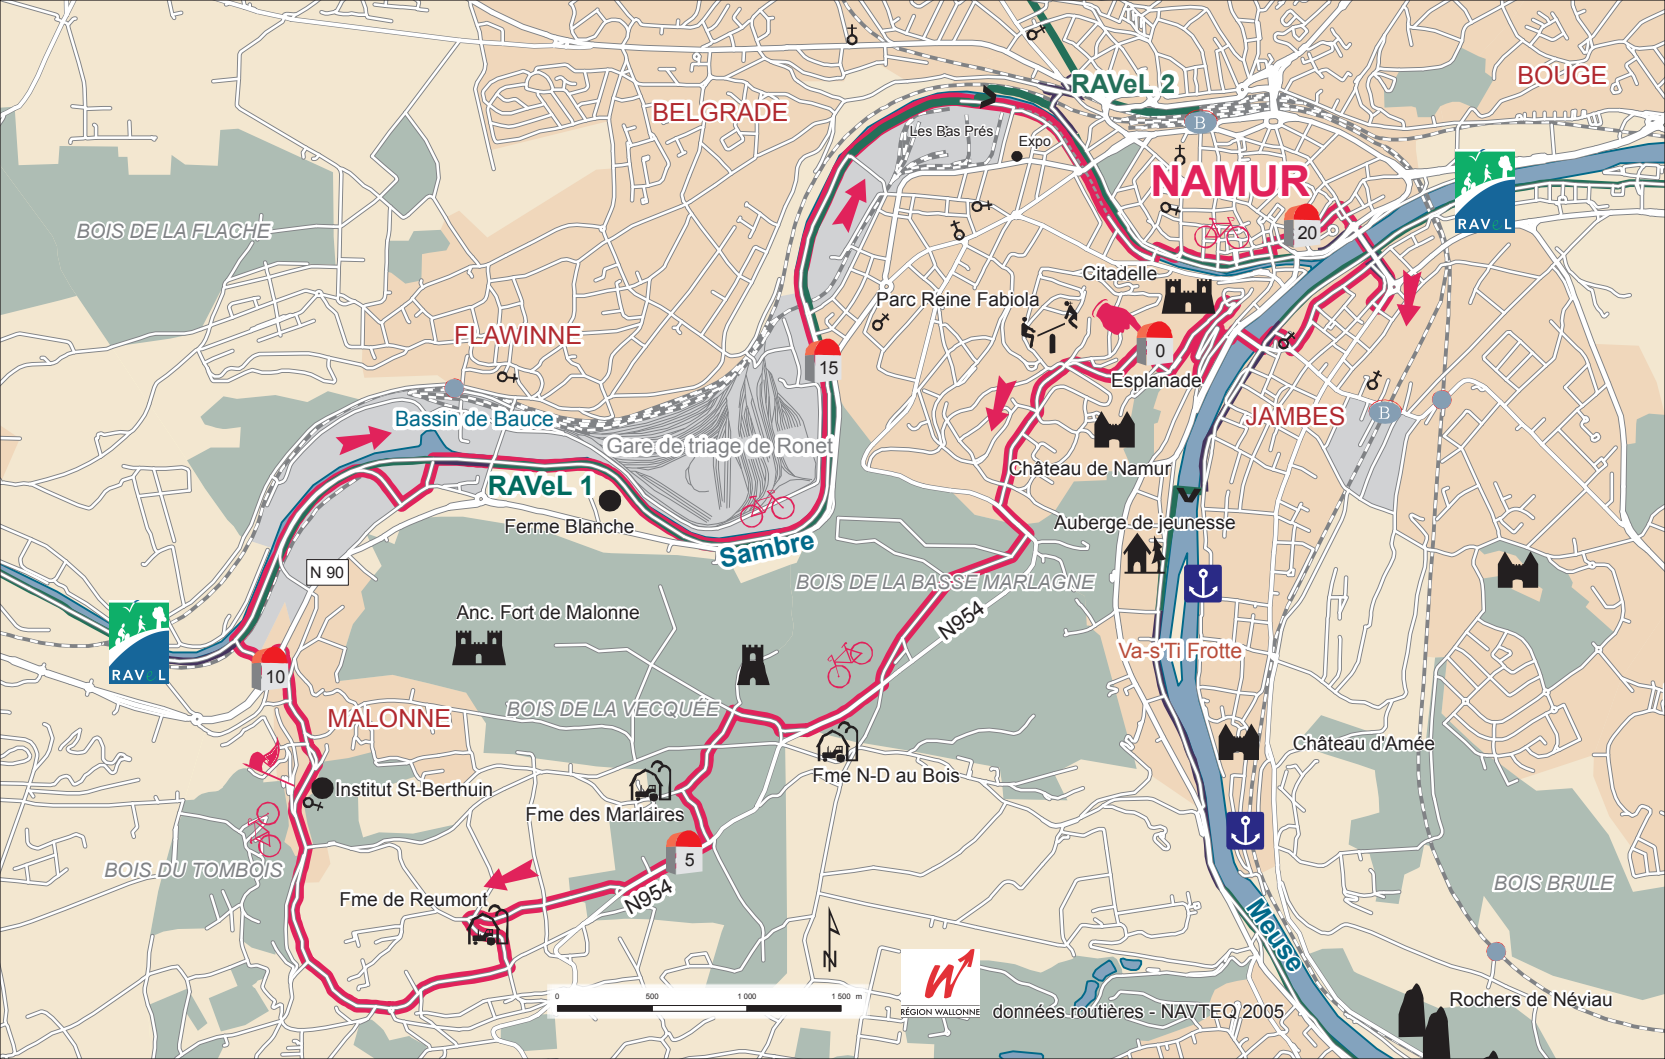 RAVeL 2
BOUGE
BELGRADE
Les Bas Prés
B
Expo
NAMUR
BOIS DE LA FLACHE
RAVeL
20
Citadelle
Parc Reine Fabiola
FLAWINNE
0
15
Esplanade
Bassin de Bauce
JAMBES
B
Gare de triage de Ronet
Château de Namur
RAVeL 1
Ferme Blanche
Auberge de jeunesse
Sambre
N 90
BOIS DE LA BASSE MARLAGNE
Anc. Fort de Malonne
N954
Va-s'Ti Frotte
RAVeL
10
BOIS DE LA VECQUÉE
MALONNE
Château d'Amée
Fme N-D au Bois
Institut St-Berthuin
Fme des Marlaires
5
BOIS DU TOMBOIS
BOIS BRULE
Fme de Reumont
N954
Meuse
N
0 500 1 000 1 500 m
RÉGION WALLONNE
données routières - NAVTEQ 2005
Rochers de Néviau